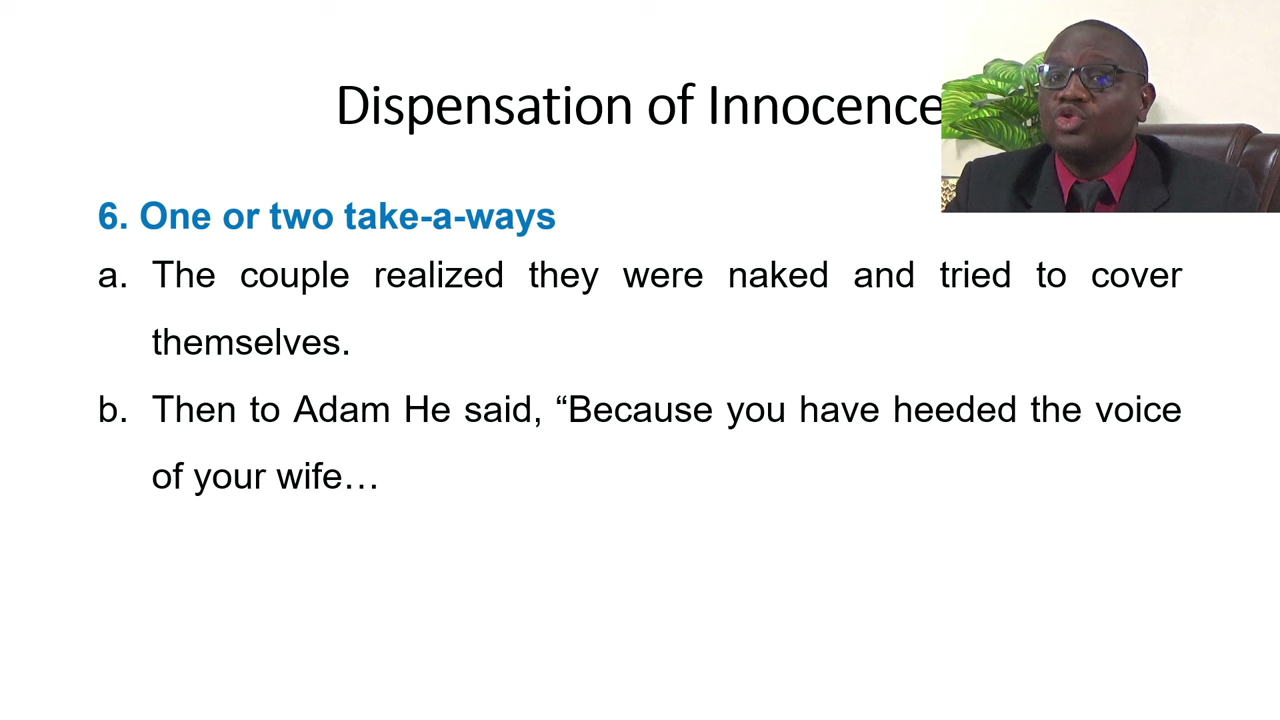 Dispensation of Innocence
6. One or two take-a-ways
a. The couple realized they were naked and tried to cover
themselves.
b. Then to Adam He said, “Because you have heeded the voice
of your wife…